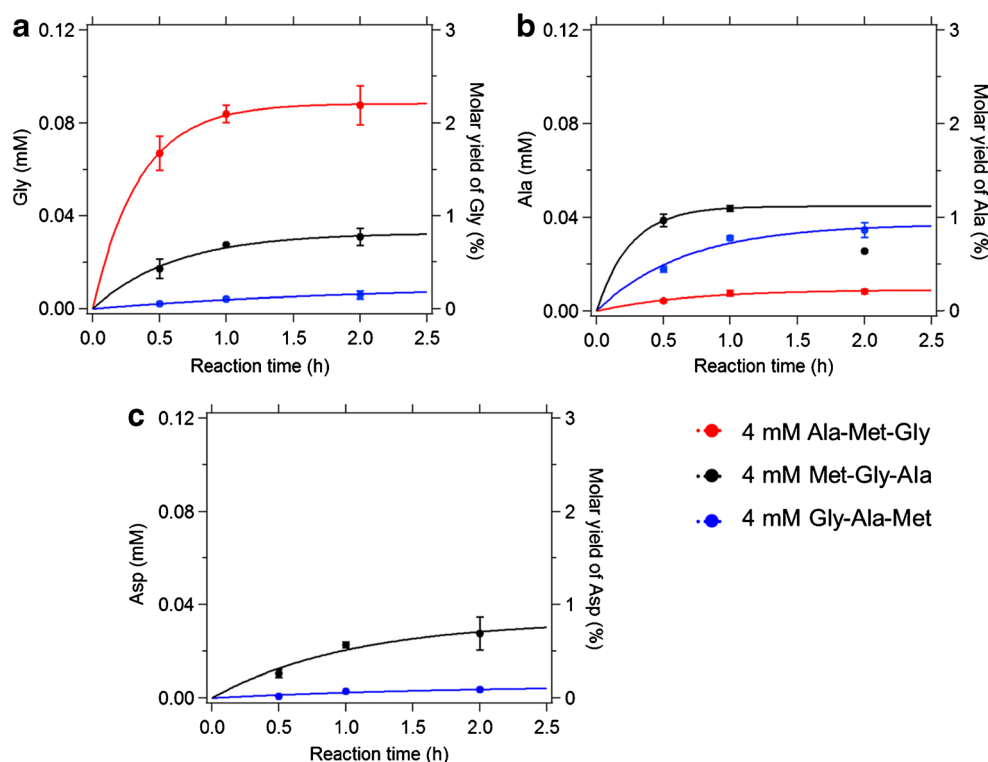 a
0.12
0.08
0.04
0.00
Gly (mM)
3
2
1
0
Molar yield of Gly (%)
0.0 0.5 1.0 1.5 2.0 2.5
Reaction time (h)
b
0.12
0.08
0.04
0.00
Ala (mM)
3
2
1
0
Molar yield of Ala (%)
0.0 0.5 1.0 1.5 2.0 2.5
Reaction time (h)
c
0.12
0.08
0.04
0.00
Asp (mM)
3
2
1
0
Molar yield of Asp (%)
0.0 0.5 1.0 1.5 2.0 2.5
Reaction time (h)
4 mM Ala-Met-Gly
4 mM Met-Gly-Ala
4 mM Gly-Ala-Met